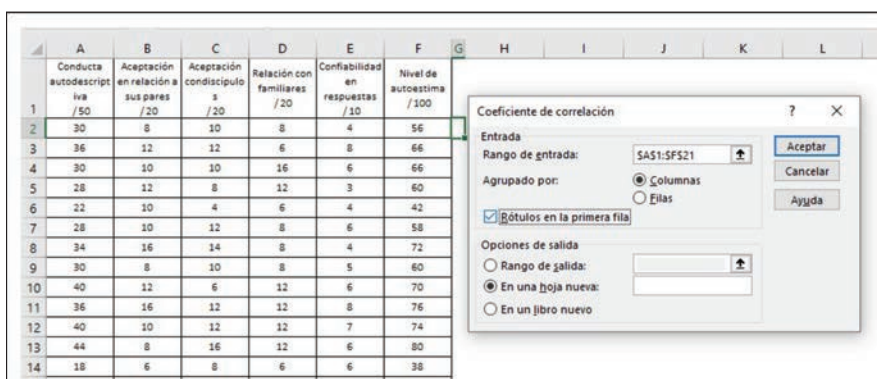 A B C D E F G H I J K L
1 Conducta autodescriptiva /50 Aceptación en relación a sus pares /20 Aceptación condiscipulos /20 Relación con familiares /20 Confiabilidad en respuestas /10 Nivel de autoestima /100
2 30 8 10 8 4 56
3 36 12 12 6 8 66
4 30 10 10 16 6 66
5 28 12 8 12 3 60
6 22 10 4 6 4 42
7 28 10 12 8 6 58
8 34 16 14 8 4 72
9 30 8 10 8 5 60
10 40 12 6 12 6 70
11 36 16 12 12 8 76
12 40 10 12 12 7 74
13 44 8 16 12 6 80
14 18 6 8 6 6 38
Coeficiente de correlación ? ×
Entrada
Rango de entrada: $A$1:$F$21
Agrupado por: Columnas
Filas
Rótulos en la primera fila
Opciones de salida
Rango de salida:
En una hoja nueva:
En un libro nuevo
Aceptar
Cancelar
Ayuda